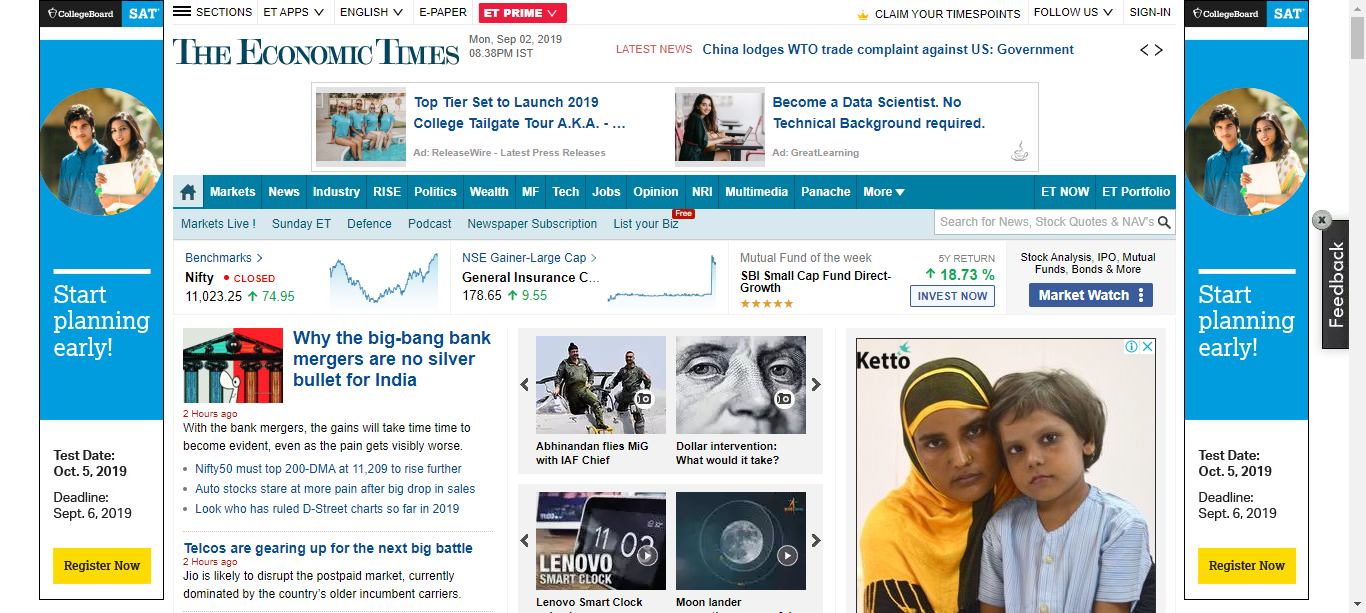 CollegeBoard SAT
SECTIONS ET APPS ENGLISH E-PAPER ET PRIME CLAIM YOUR TIMESPOINTS FOLLOW US SIGN-IN
CollegeBoard SAT
THE ECONOMIC TIMES
Mon, Sep 02, 2019
08.38PM IST
LATEST NEWS China lodges WTO trade complaint against US: Government
Top Tier Set to Launch 2019
College Tailgate Tour A.K.A. - ...
Ad: ReleaseWire - Latest Press Releases
Become a Data Scientist. No
Technical Background required.
Ad: GreatLearning
Markets News Industry RISE Politics Wealth MF Tech Jobs Opinion NRI Multimedia Panache More ET NOW ET Portfolio
Markets Live ! Sunday ET Defence Podcast Newspaper Subscription List your Biz Free
Search for News, Stock Quotes & NAV's
x
Feedback
Benchmarks >
Nifty • CLOSED
11,023.25 ↑ 74.95
NSE Gainer-Large Cap >
General Insurance C...
178.65 ↑ 9.55
Mutual Fund of the week
SBI Small Cap Fund Direct-
Growth
★★★★★
5Y RETURN
↑ 18.73 %
INVEST NOW
Stock Analysis, IPO, Mutual
Funds, Bonds & More
Market Watch
Start
planning
early!
Test Date:
Oct. 5, 2019
Deadline:
Sept. 6, 2019
Register Now
Why the big-bang bank
mergers are no silver
bullet for India
2 Hours ago
With the bank mergers, the gains will take time time to
become evident, even as the pain gets visibly worse.
Nifty50 must top 200-DMA at 11,209 to rise further
Auto stocks stare at more pain after big drop in sales
Look who has ruled D-Street charts so far in 2019
Telcos are gearing up for the next big battle
2 Hours ago
Jio is likely to disrupt the postpaid market, currently
dominated by the country's older incumbent carriers.
Abhinandan flies MiG
with IAF Chief
Dollar intervention:
What would it take?
11 03
LENOVO
SMART CLOCK
Lenovo Smart Clock
Moon lander
Ketto
Start
planning
early!
Test Date:
Oct. 5, 2019
Deadline:
Sept. 6, 2019
Register Now